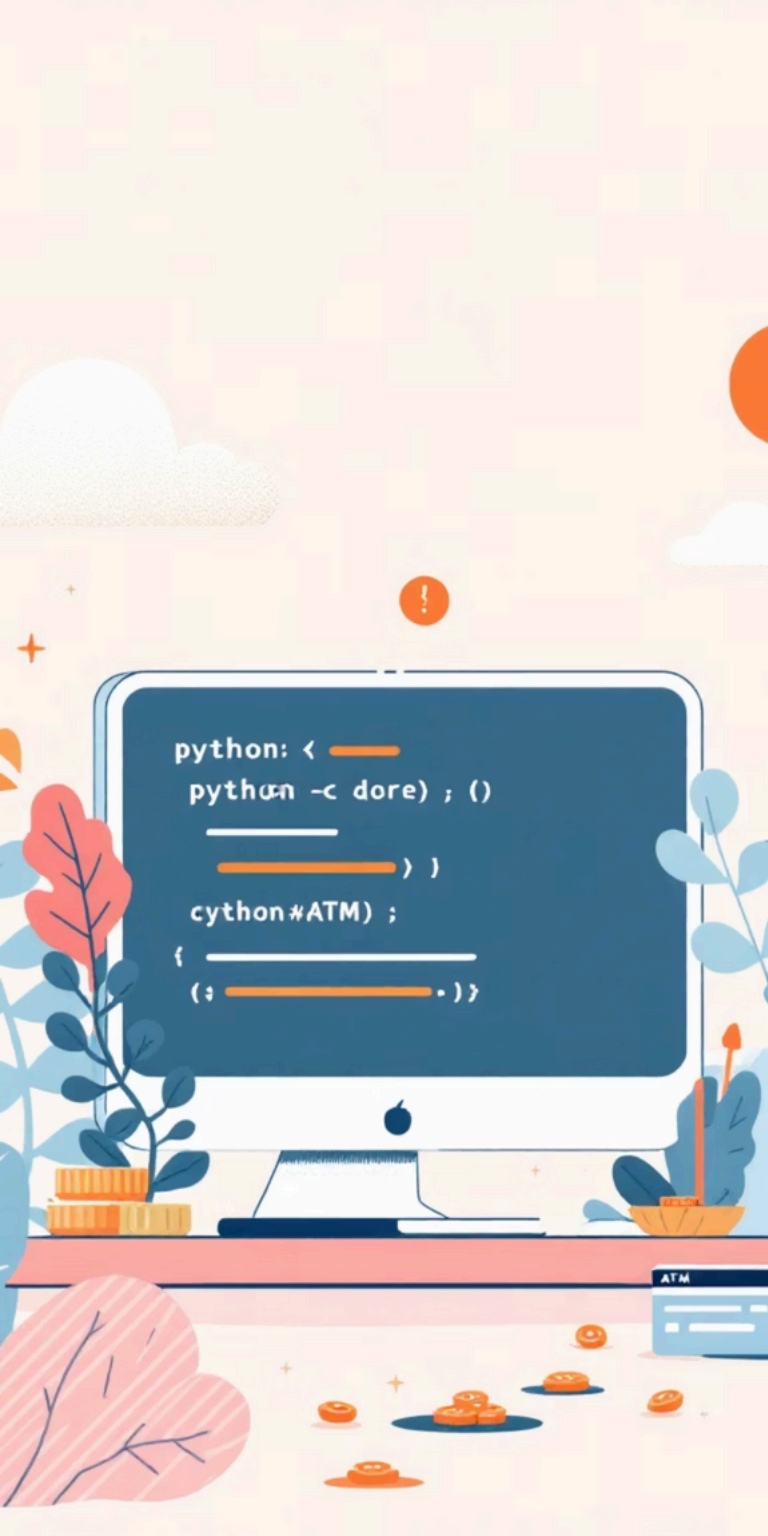 !
python: <
python -c dore) ; ()
) }
cython#ATM) ;
{
(; .)}
ATM